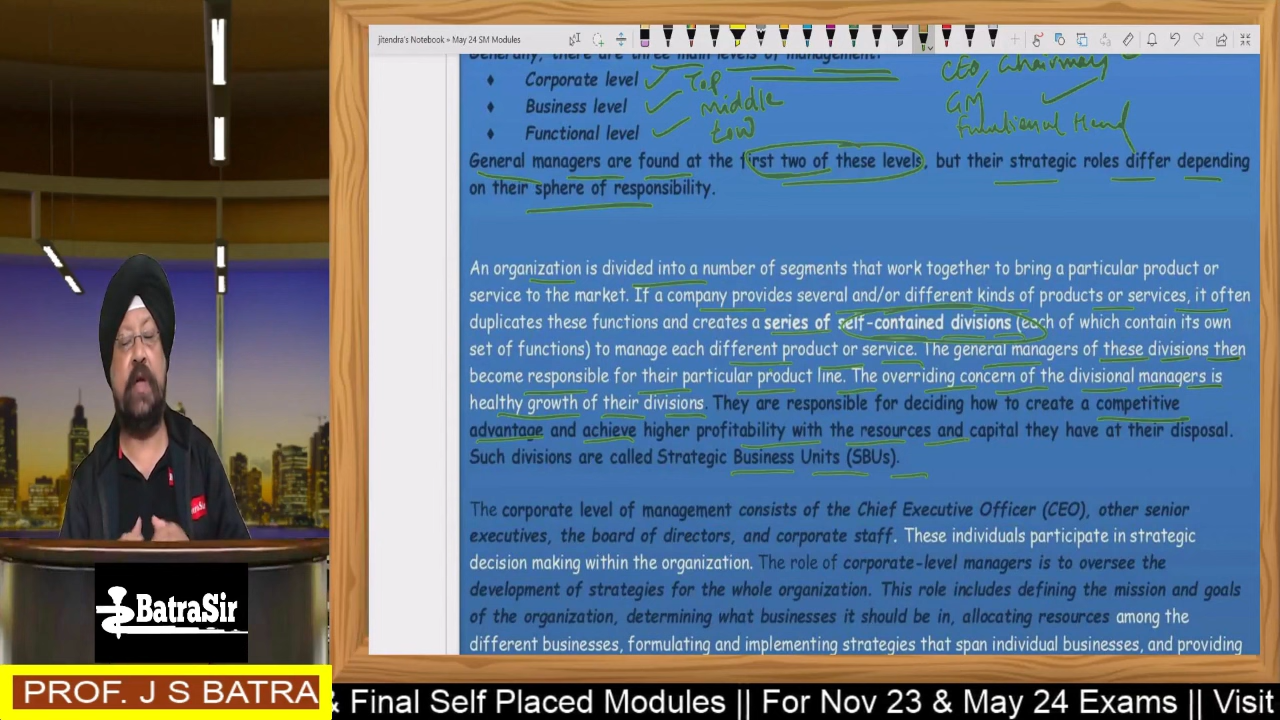 jitendra's Notebook » May 24 SM Modules
Generally, there are three main levels of management:
CEO, Chairman
♦ Corporate level Top
♦ Business level middle
GM
♦ Functional level Low
Functional Head
General managers are found at the first two of these levels, but their strategic roles differ depending
on their sphere of responsibility.
An organization is divided into a number of segments that work together to bring a particular product or
service to the market. If a company provides several and/or different kinds of products or services, it often
duplicates these functions and creates a series of self-contained divisions (each of which contain its own
set of functions) to manage each different product or service. The general managers of these divisions then
become responsible for their particular product line. The overriding concern of the divisional managers is
healthy growth of their divisions. They are responsible for deciding how to create a competitive
advantage and achieve higher profitability with the resources and capital they have at their disposal.
Such divisions are called Strategic Business Units (SBUs).
The corporate level of management consists of the Chief Executive Officer (CEO), other senior
executives, the board of directors, and corporate staff. These individuals participate in strategic
decision making within the organization. The role of corporate-level managers is to oversee the
development of strategies for the whole organization. This role includes defining the mission and goals
of the organization, determining what businesses it should be in, allocating resources among the
different businesses, formulating and implementing strategies that span individual businesses, and providing
BatraSir
PROF. J S BATRA
& Final Self Placed Modules || For Nov 23 & May 24 Exams || Visit